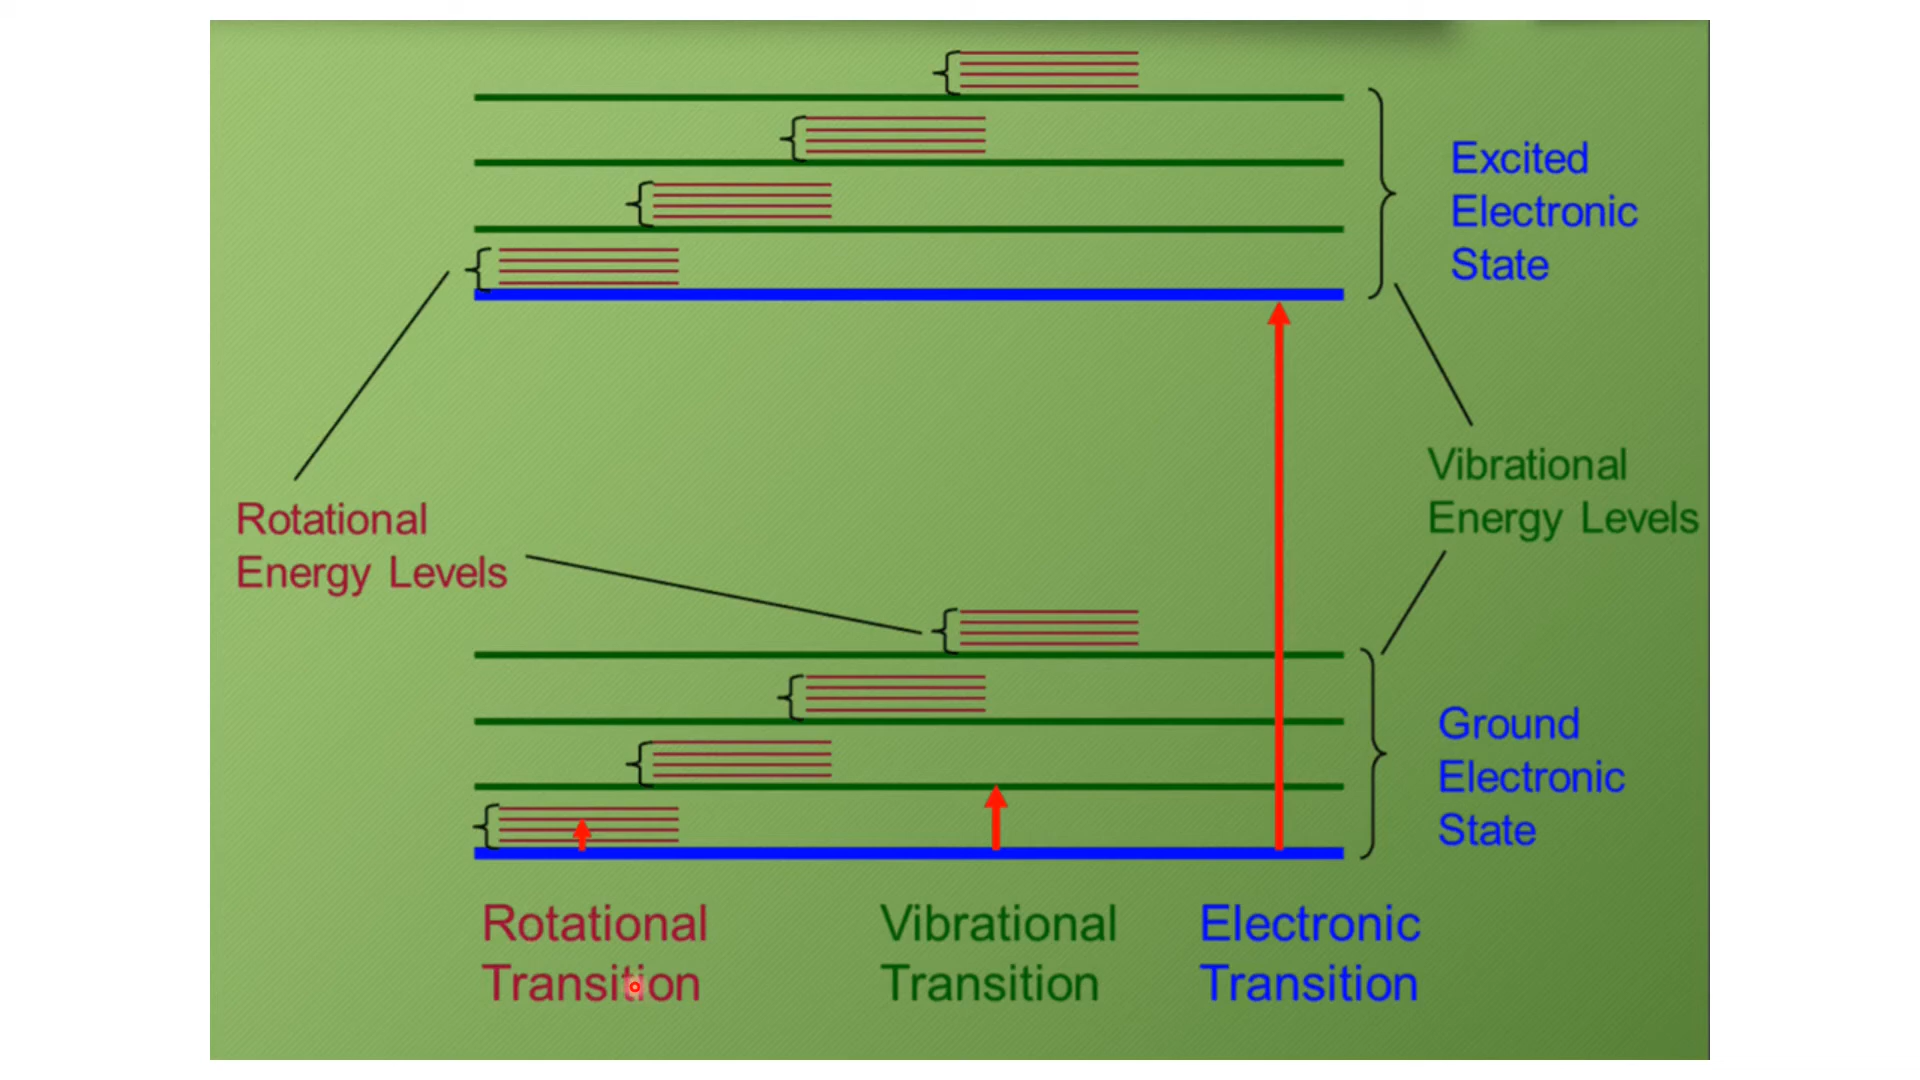 Excited
Electronic
State
Vibrational
Energy Levels
Rotational
Energy Levels
Ground
Electronic
State
Rotational
Transition
Vibrational
Transition
Electronic
Transition